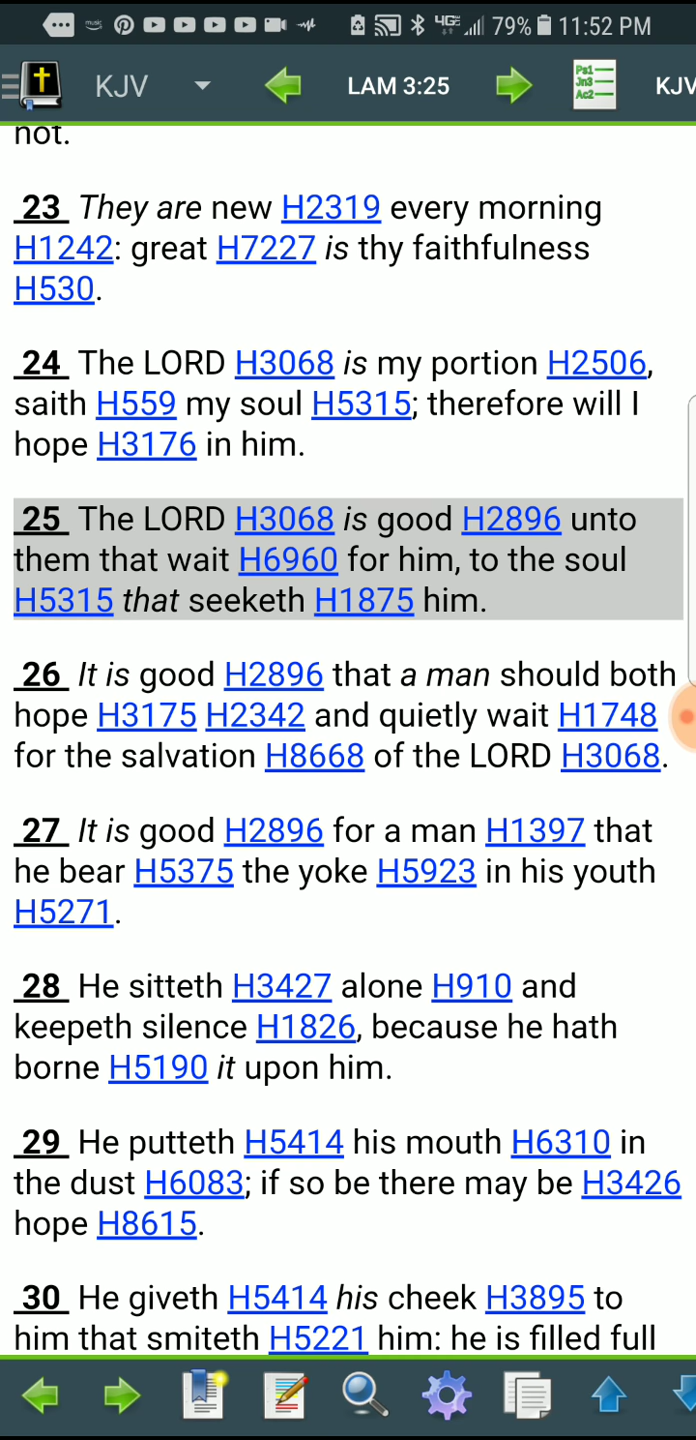 music 4GE 79% 11:52 PM
KJV LAM 3:25 Ps1 Jn3 Ac2 KJV
not.
23 They are new H2319 every morning
H1242: great H7227 is thy faithfulness
H530.
24 The LORD H3068 is my portion H2506,
saith H559 my soul H5315; therefore will I
hope H3176 in him.
25 The LORD H3068 is good H2896 unto
them that wait H6960 for him, to the soul
H5315 that seeketh H1875 him.
26 It is good H2896 that a man should both
hope H3175 H2342 and quietly wait H1748
for the salvation H8668 of the LORD H3068.
27 It is good H2896 for a man H1397 that
he bear H5375 the yoke H5923 in his youth
H5271.
28 He sitteth H3427 alone H910 and
keepeth silence H1826, because he hath
borne H5190 it upon him.
29 He putteth H5414 his mouth H6310 in
the dust H6083; if so be there may be H3426
hope H8615.
30 He giveth H5414 his cheek H3895 to
him that smiteth H5221 him: he is filled full